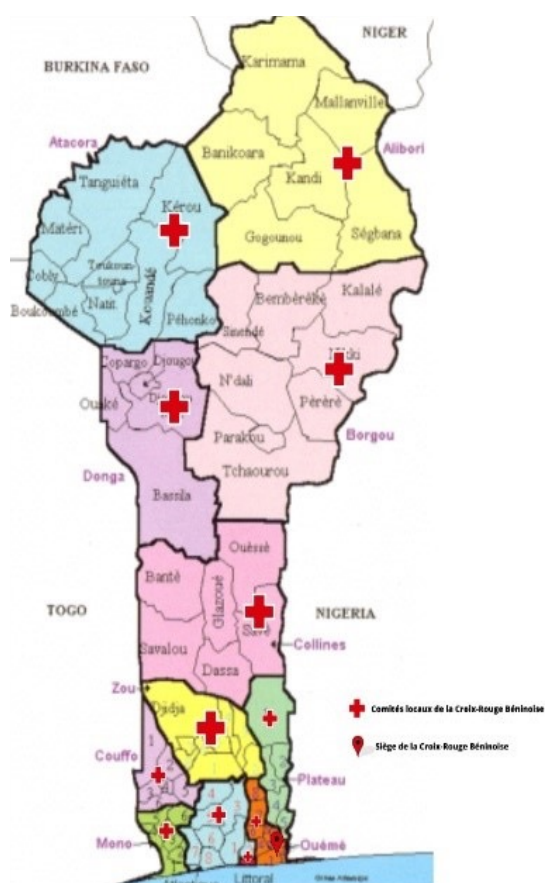 NIGER
BURKINA FASO
Karimama
Mallanville
Atacora
Alibori
Banikoara
Kandi
Tanguiéta
Kérou
Matéri
Gogounou
Ségbana
Cobly
Toukoun
touna
Kouandé
Boukoumbé
Natit
Péhonko
Kalalé
Bembèrèkè
Sinendé
Copargo
Djougou
N'dali
Ouaké
Pèrèrè
Parakou
Borgou
Tchaourou
Donga
Bassila
Ouèssè
Bantè
Glazoué
TOGO
NIGERIA
Savè
Savalou
Collines
Dassa
Zou
Djidja
Comités locaux de la Croix-Rouge Béninoise
Siège de la Croix-Rouge Béninoise
Couffo
Plateau
Mono
Ouémé
Littoral